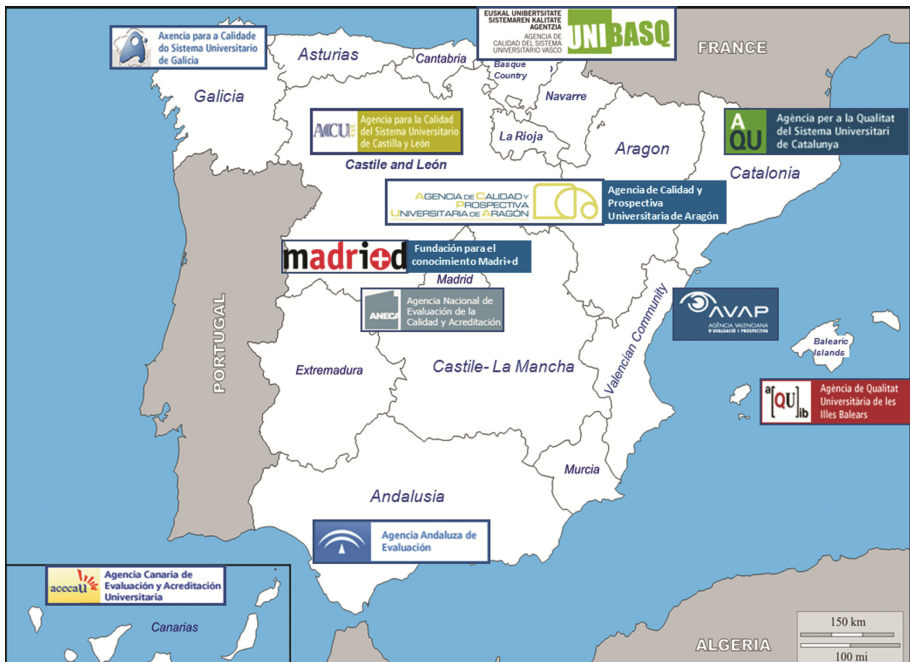 Axencia para a Calidade
do Sistema Universitario
de Galicia
EUSKAL UNIBERTSITATE
SISTEMAREN KALITATE
AGENTZIA
AGENCIA DE
CALIDAD DEL SISTEMA
UNIVERSITARIO VASCO
UNIBASQ
FRANCE
Asturias
Cantabria
Basque
Country
Galicia
Navarre
ACCU
Agencia para la Calidad
del Sistema Universitario
de Castilla y León
La Rioja
Aragon
AQU
Agència per a la Qualitat
del Sistema Universitari
de Catalunya
Castile and León
Catalonia
AGENCIA DE CALIDAD Y
PROSPECTIVA
UNIVERSITARIA DE ARAGÓN
Agencia de Calidad y
Prospectiva
Universitaria de Aragón
madri+d
Fundación para el
conocimiento Madri+d
Madrid
ANECA
Agencia Nacional de
Evaluación de la
Calidad y Acreditación
PORTUGAL
Valencian Community
AVAP
AGÈNCIA VALENCIANA
D'AVALUACIÓ I PROSPECTIVA
Balearic
Islands
Extremadura
Castile- La Mancha
a[QU]ib
Agència de Qualitat
Universitària de les
Illes Balears
Murcia
Andalusia
Agencia Andaluza de
Evaluación
acecau
Agencia Canaria de
Evaluación y Acreditación
Universitaria
Canarias
ALGERIA
150 km
100 mi